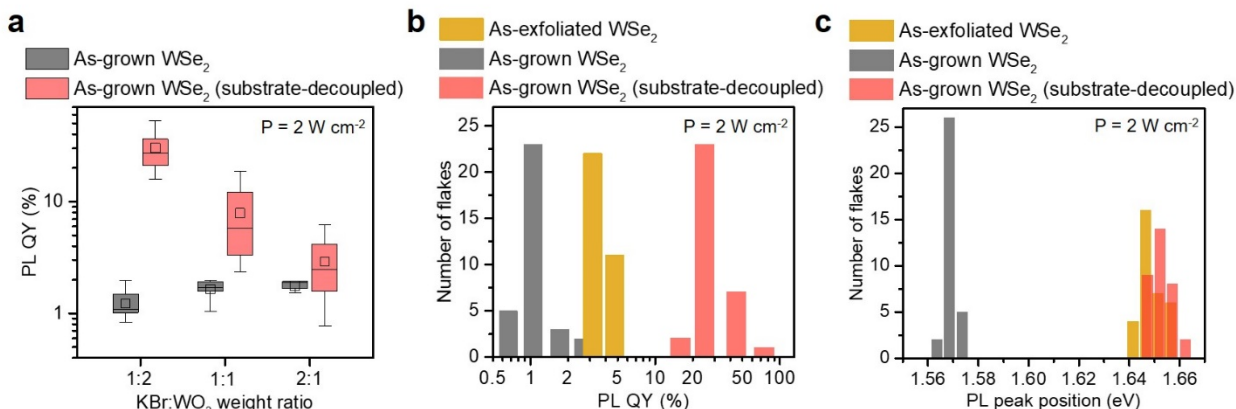 a
As-grown WSe2
As-grown WSe2 (substrate-decoupled)
P = 2 W cm-2
PL QY (%)
10
1
1:2
1:1
2:1
b
As-exfoliated WSe2
As-grown WSe2
As-grown WSe2 (substrate-decoupled)
P = 2 W cm-2
Number of flakes
25
20
15
10
5
0
0.5
1
2
5
10
20
50
100
PL QY (%)
c
As-exfoliated WSe2
As-grown WSe2
As-grown WSe2 (substrate-decoupled)
P = 2 W cm-2
Number of flakes
25
20
15
10
5
0
1.56
1.58
1.60
1.62
1.64
1.66
PL peak position (eV)